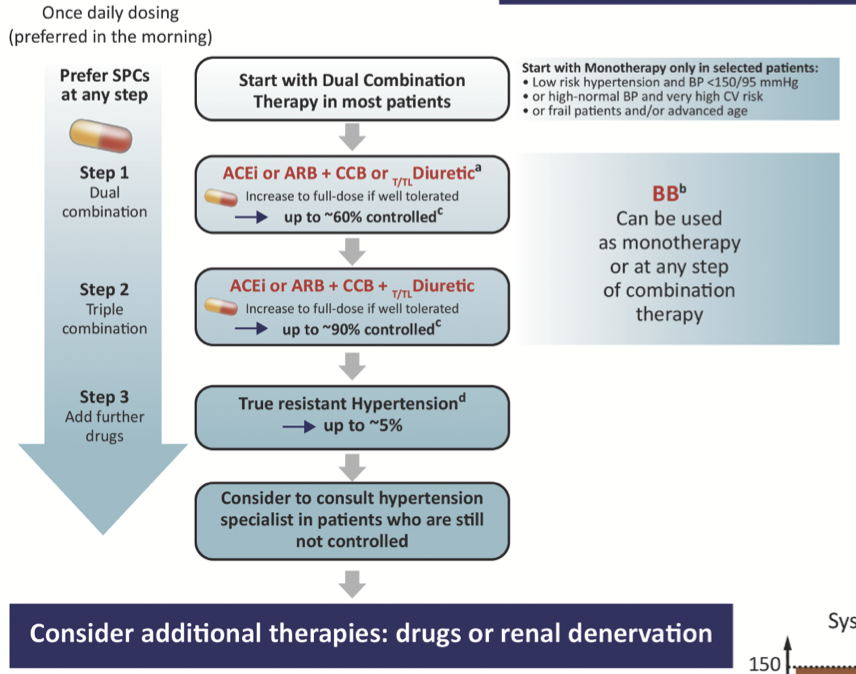 Once daily dosing
(preferred in the morning)
Prefer SPCs
at any step
Step 1
Dual
combination
Step 2
Triple
combination
Step 3
Add further
drugs
Start with Dual Combination
Therapy in most patients
Start with Monotherapy only in selected patients:
• Low risk hypertension and BP <150/95 mmHg
• or high-normal BP and very high CV risk
• or frail patients and/or advanced age
ACEi or ARB + CCB or T/TLDiuretic^a
Increase to full-dose if well tolerated
→ up to ~60% controlled^c
BB^b
Can be used
as monotherapy
or at any step
of combination
therapy
ACEi or ARB + CCB + T/TLDiuretic
Increase to full-dose if well tolerated
→ up to ~90% controlled^c
True resistant Hypertension^d
→ up to ~5%
Consider to consult hypertension
specialist in patients who are still
not controlled
Consider additional therapies: drugs or renal denervation
Sys
150